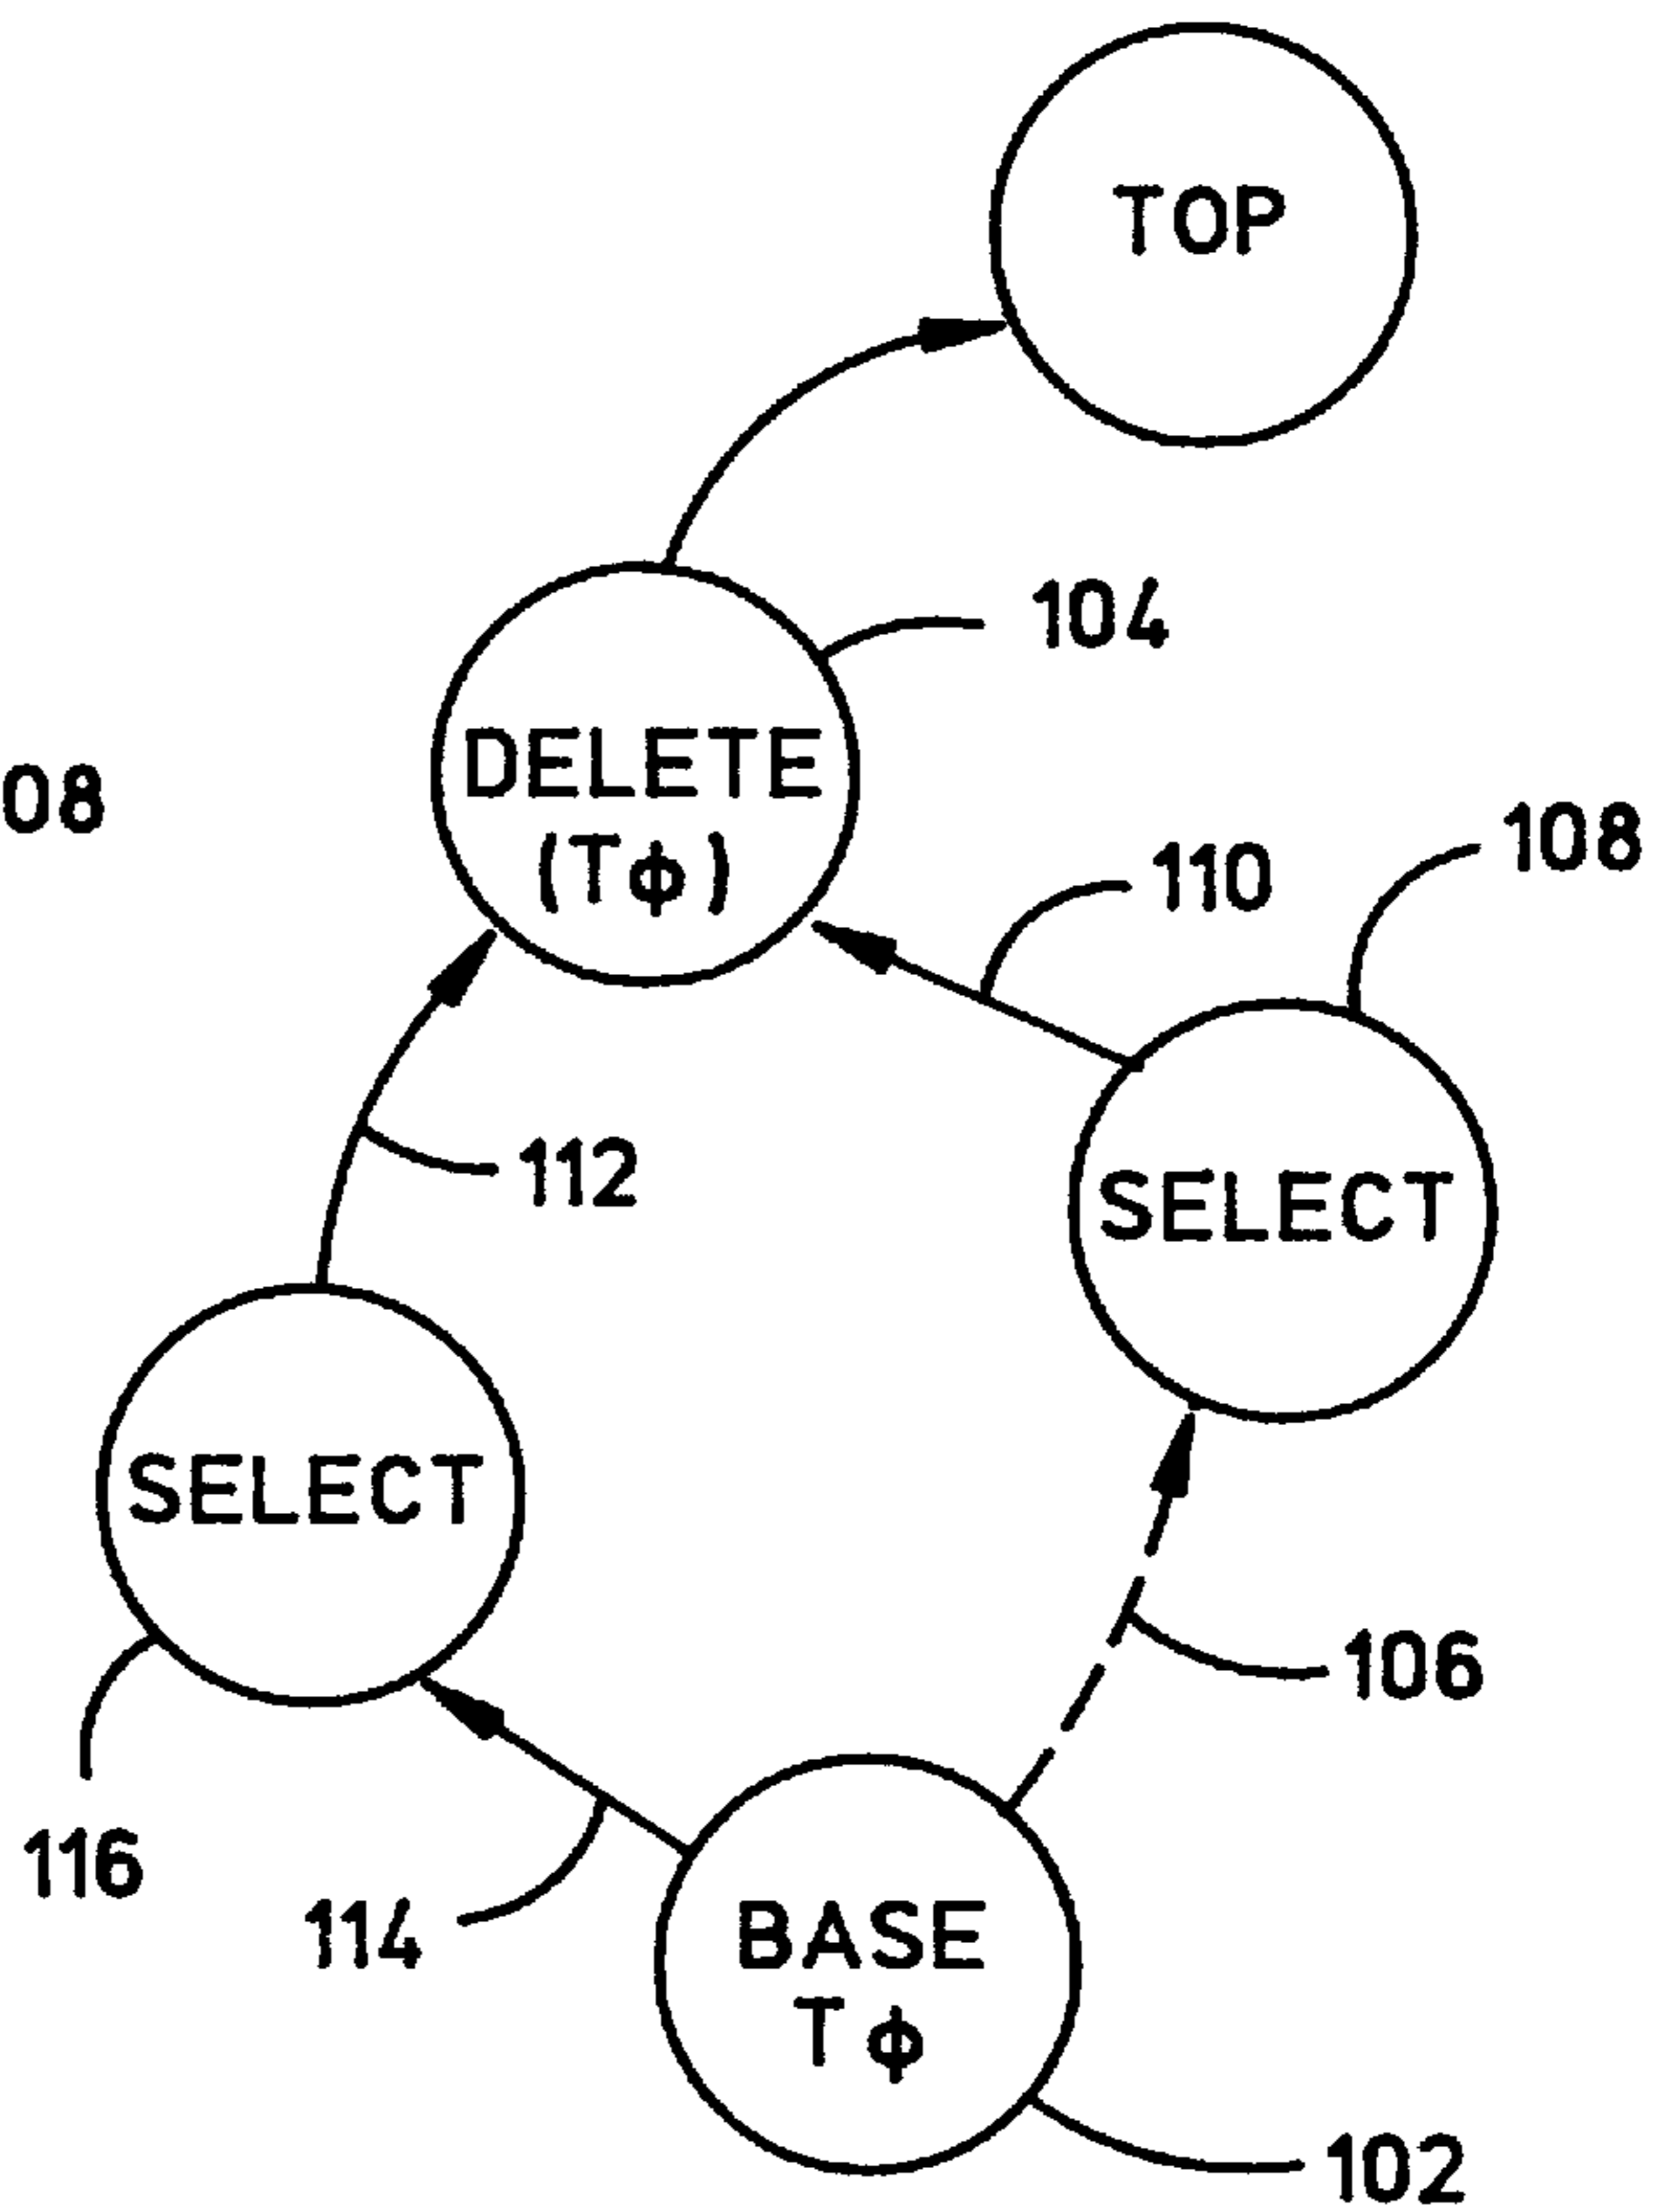 TOP
104
DELETE
(Tϕ)
08
110
108
112
SELECT
SELECT
106
116
114
BASE
Tϕ
102